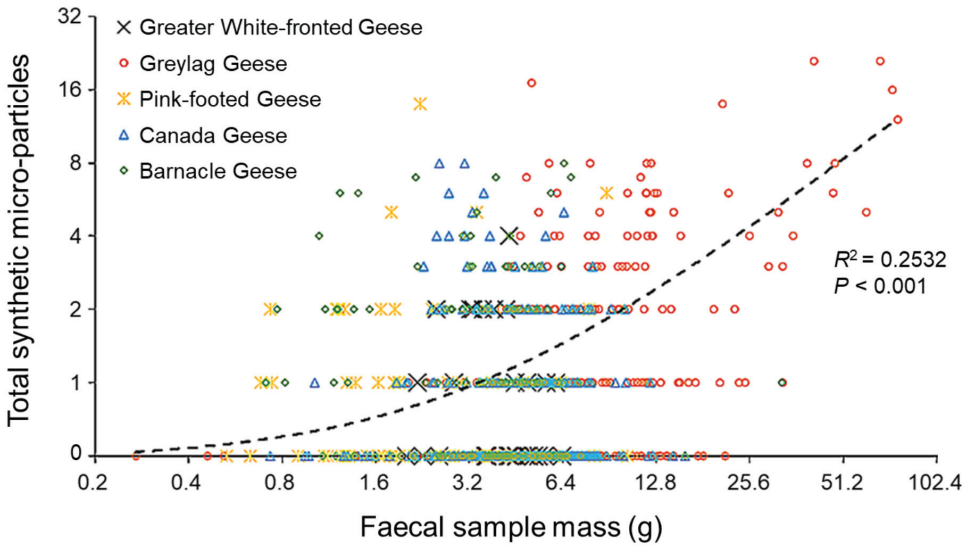 32
16
8
4
2
1
0
Total synthetic micro-particles
Greater White-fronted Geese
Greylag Geese
Pink-footed Geese
Canada Geese
Barnacle Geese
R² = 0.2532
P < 0.001
0.2 0.4 0.8 1.6 3.2 6.4 12.8 25.6 51.2 102.4
Faecal sample mass (g)